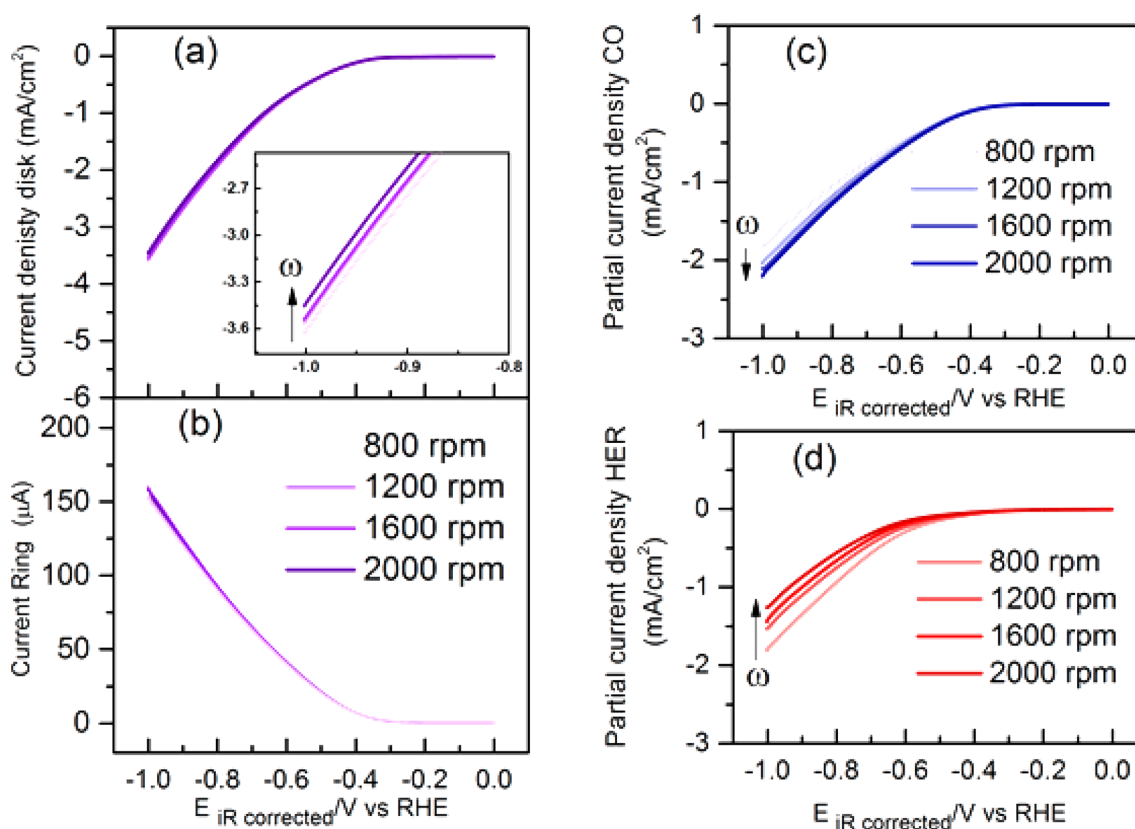 (a)
Current denisty disk (mA/cm²)
0
-1
-2
-3
-4
-5
-6
-2.7
-3.0
-3.3
-3.6
ω
-1.0
-0.9
-0.8
(b)
Current Ring (μA)
200
150
100
50
0
800 rpm
1200 rpm
1600 rpm
2000 rpm
-1.0 -0.8 -0.6 -0.4 -0.2 0.0
E iR corrected/V vs RHE
(c)
Partial current density CO
(mA/cm²)
1
0
-1
-2
-3
ω
800 rpm
1200 rpm
1600 rpm
2000 rpm
-1.0 -0.8 -0.6 -0.4 -0.2 0.0
E iR corrected/V vs RHE
(d)
Partial current density HER
(mA/cm²)
1
0
-1
-2
-3
ω
800 rpm
1200 rpm
1600 rpm
2000 rpm
-1.0 -0.8 -0.6 -0.4 -0.2 0.0
E iR corrected/V vs RHE